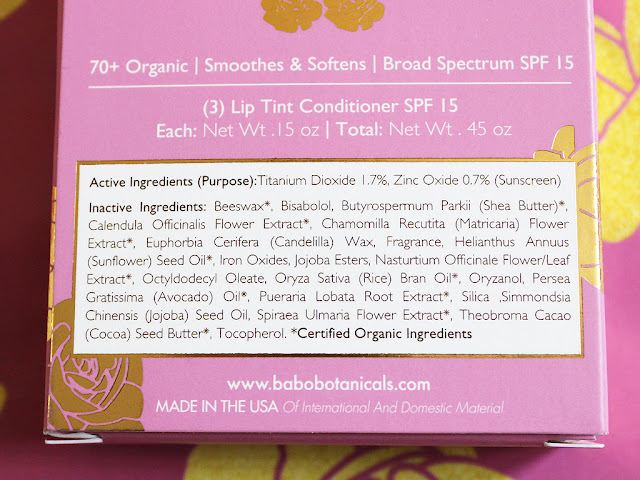 70+ Organic | Smoothes & Softens | Broad Spectrum SPF 15
(3) Lip Tint Conditioner SPF 15
Each: Net Wt .15 oz | Total: Net Wt . 45 oz
Active Ingredients (Purpose):Titanium Dioxide 1.7%, Zinc Oxide 0.7% (Sunscreen)
Inactive Ingredients: Beeswax*, Bisabolol, Butyrospermum Parkii (Shea Butter)*,
Calendula Officinalis Flower Extract*, Chamomilla Recutita (Matricaria) Flower
Extract*, Euphorbia Cerifera (Candelilla) Wax, Fragrance, Helianthus Annuus
(Sunflower) Seed Oil*, Iron Oxides, Jojoba Esters, Nasturtium Officinale Flower/Leaf
Extract*, Octyldodecyl Oleate, Oryza Sativa (Rice) Bran Oil*, Oryzanol, Persea
Gratissima (Avocado) Oil*, Pueraria Lobata Root Extract*, Silica ,Simmondsia
Chinensis (Jojoba) Seed Oil, Spiraea Ulmaria Flower Extract*, Theobroma Cacao
(Cocoa) Seed Butter*, Tocopherol. *Certified Organic Ingredients
www.babobotanicals.com
MADE IN THE USA Of International And Domestic Material